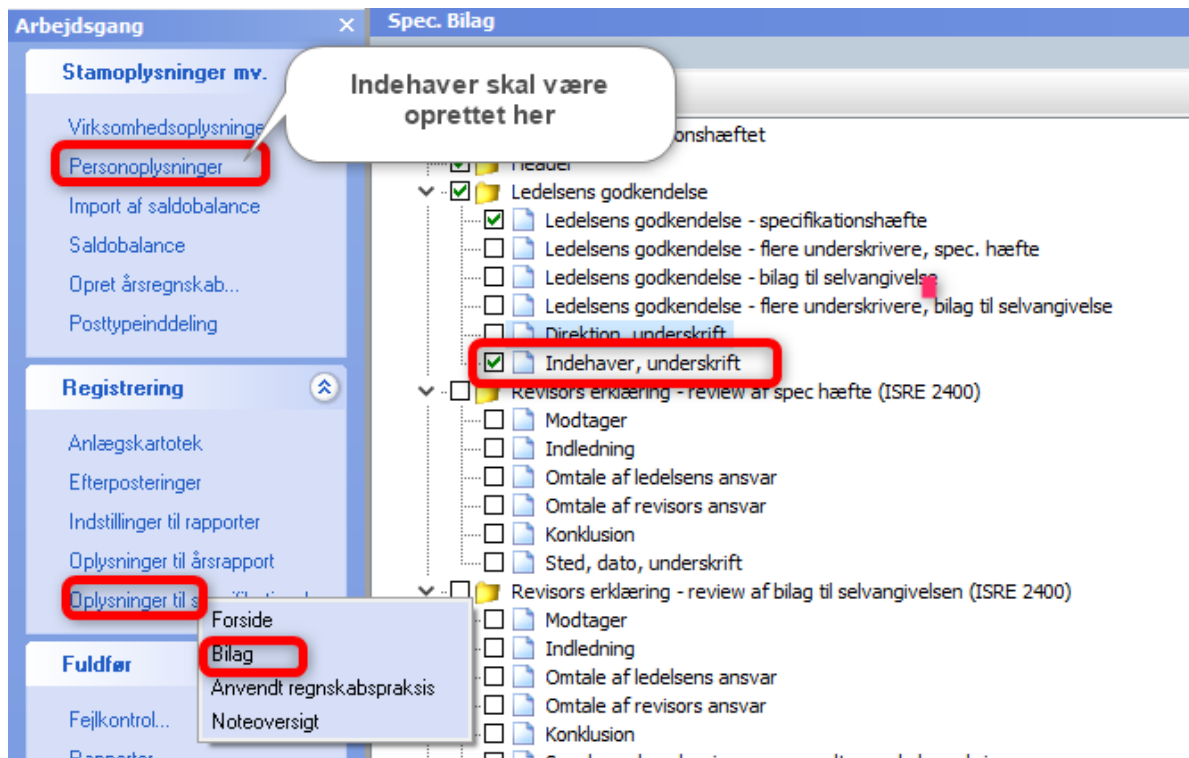 Arbejdsgang
Stamoplysninger mv.
Virksomhedsoplysninge
Personoplysninger
Import af saldobalance
Saldobalance
Opret årsregnskab...
Posttypeinddeling
Registrering
Anlægskartotek
Efterposteringer
Indstillinger til rapporter
Oplysninger til årsrapport
Oplysninger til s
Forside
Bilag
Anvendt regnskabspraksis
Noteoversigt
Fuldfør
Fejlkontrol...
Rapporter
Indehaver skal være
oprettet her
Spec. Bilag
onshæftet
Header
Ledelsens godkendelse
Ledelsens godkendelse - specifikationshæfte
Ledelsens godkendelse - flere underskrivere, spec. hæfte
Ledelsens godkendelse - bilag til selvangivelse
Ledelsens godkendelse - flere underskrivere, bilag til selvangivelse
Direktion, underskrift
Indehaver, underskrift
Revisors erklæring - review af spec hæfte (ISRE 2400)
Modtager
Indledning
Omtale af ledelsens ansvar
Omtale af revisors ansvar
Konklusion
Sted, dato, underskrift
Revisors erklæring - review af bilag til selvangivelsen (ISRE 2400)
Modtager
Indledning
Omtale af ledelsens ansvar
Omtale af revisors ansvar
Konklusion